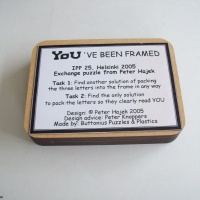 YOU'VE BEEN FRAMED
IPP 25, Helsinki 2005
Exchange puzzle from Peter Hajek
Task 1: Find another solution of packing
the three letters into the frame in any way
Task 2: Find the only solution
to pack the letters so they clearly read YOU
Design: © Peter Hajek 2005
Design advice: Peter Knoppers
Made by: Buttonius Puzzles & Plastics